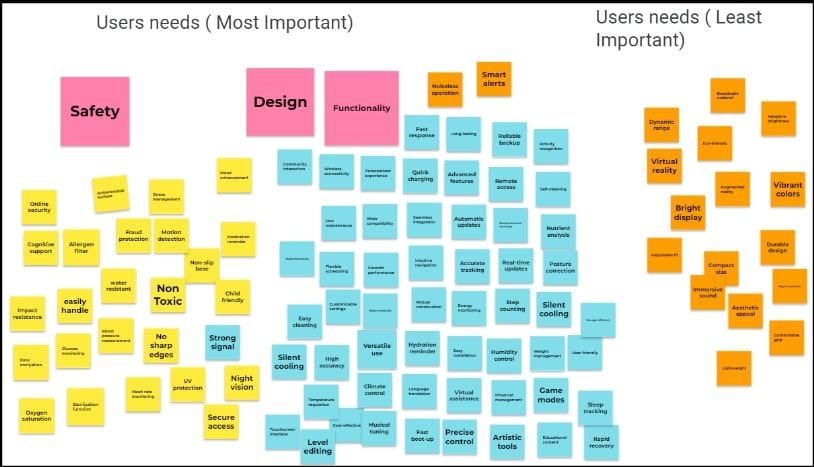 Users needs ( Most Important)
Users needs ( Least
Important)
Safety
Design
Functionality
Noiseless
operation
Smart
alerts
Breathable
material
Adaptive
brightness
Dynamic
range
Eco-friendly
Virtual
reality
Augmented
reality
Vibrant
colors
Bright
display
Adjustable fit
Compact
size
Durable
design
Immersive
sound
Aesthetic
appeal
Comfortable
grip
Lightweight
Fast
response
Long-lasting
Reliable
backup
Activity
recognition
Community
interaction
Wireless
connectivity
Personalized
experience
Quick
charging
Advanced
features
Remote
access
Self-cleaning
Low
maintenance
Wide
compatibility
Seamless
integration
Automatic
updates
Nutrient
analysis
Flexible
scheduling
Smooth
performance
Intuitive
navigation
Accurate
tracking
Real-time
updates
Posture
correction
Easy
cleaning
Customizable
settings
Robust
construction
Energy
monitoring
Step
counting
Silent
cooling
Energy efficient
Silent
cooling
High
accuracy
Versatile
use
Hydration
reminder
Easy
installation
Humidity
control
Weight
management
User-friendly
Temperature
regulation
Climate
control
Language
translation
Virtual
assistance
Financial
management
Game
modes
Sleep
tracking
Touchscreen
interface
Level
editing
Cost-effective
Musical
tuning
Fast
boot-up
Precise
control
Artistic
tools
Educational
content
Rapid
recovery
Online
security
Antimicrobial
surface
Stress
management
Mood
enhancement
Cognitive
support
Allergen
filter
Fraud
protection
Motion
detection
Medication
reminder
Non-slip
base
water
resistant
Non
Toxic
Child
friendly
Impact
resistance
easily
handle
Blood
pressure
measurement
No
sharp
edges
Strong
signal
Data
encryption
Glucose
monitoring
Heart rate
monitoring
UV
protection
Night
vision
Oxygen
saturation
Sterilization
function
Secure
access